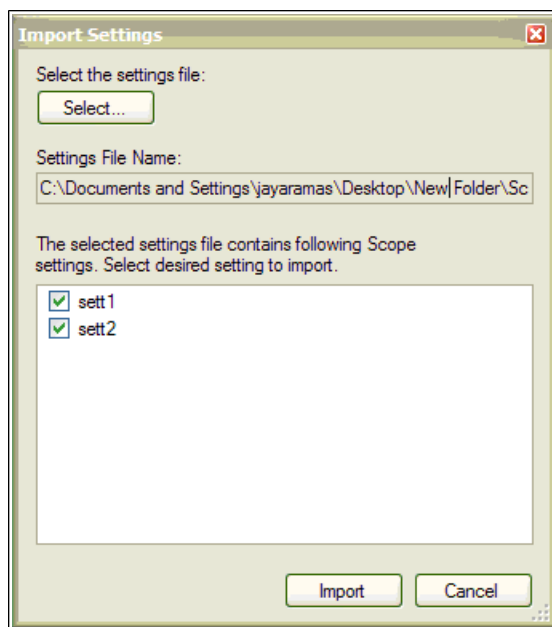 Import Settings
Select the settings file:
Select...
Settings File Name:
C:\Documents and Settings\jayaramas\Desktop\New Folder\Sc
The selected settings file contains following Scope
settings. Select desired setting to import.
sett1
sett2
Import
Cancel